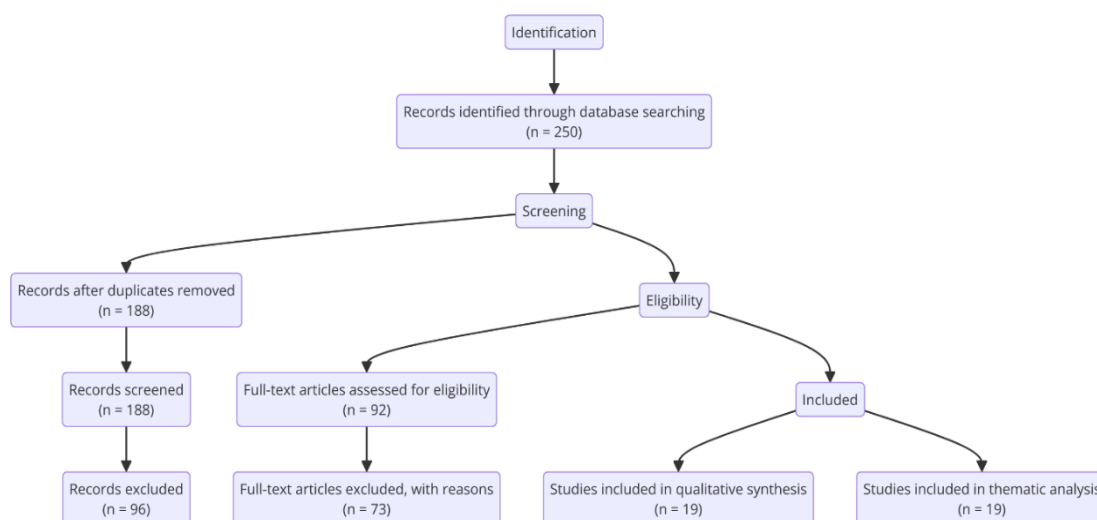 Identification
Records identified through database searching
(n = 250)
Screening
Records after duplicates removed
(n = 188)
Eligibility
Records screened
(n = 188)
Full-text articles assessed for eligibility
(n = 92)
Included
Records excluded
(n = 96)
Full-text articles excluded, with reasons
(n = 73)
Studies included in qualitative synthesis
(n = 19)
Studies included in thematic analysis
(n = 19)